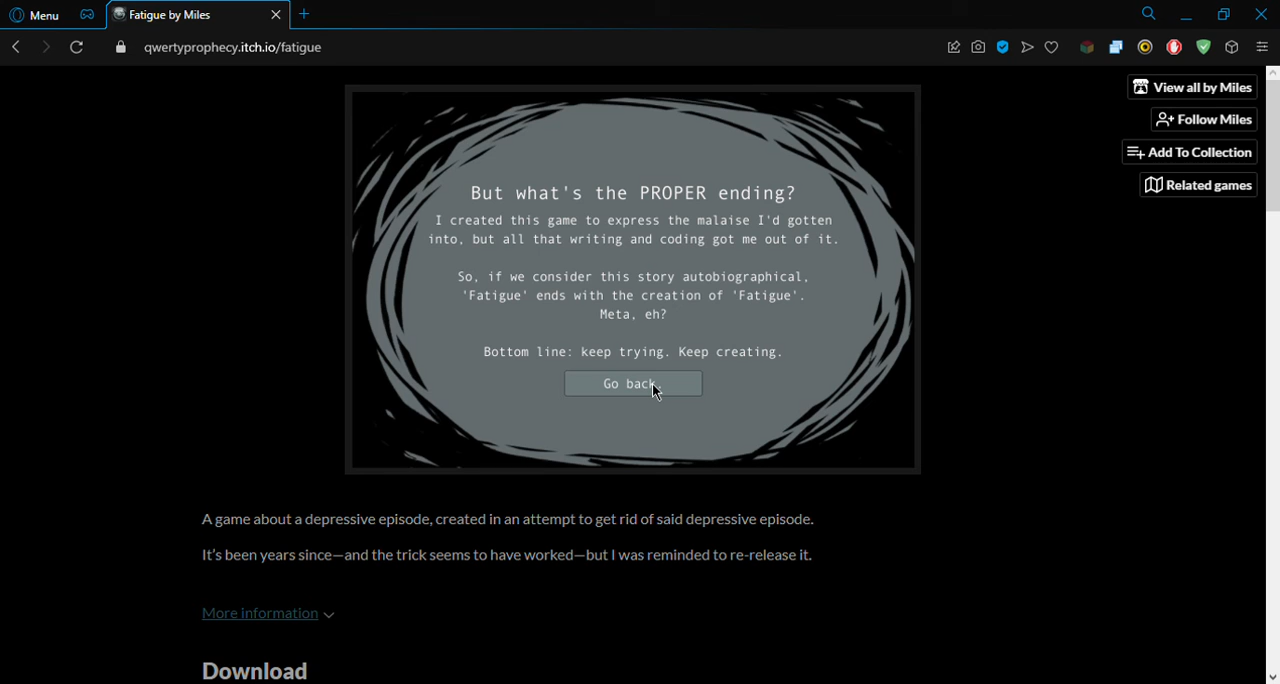 Menu
Fatigue by Miles
qwertyprophecy.itch.io/fatigue
View all by Miles
Follow Miles
Add To Collection
Related games
But what's the PROPER ending?
I created this game to express the malaise I'd gotten
into, but all that writing and coding got me out of it.
So, if we consider this story autobiographical,
'Fatigue' ends with the creation of 'Fatigue'.
Meta, eh?
Bottom line: keep trying. Keep creating.
Go back.
A game about a depressive episode, created in an attempt to get rid of said depressive episode.
It's been years since—and the trick seems to have worked—but I was reminded to re-release it.
More information
Download